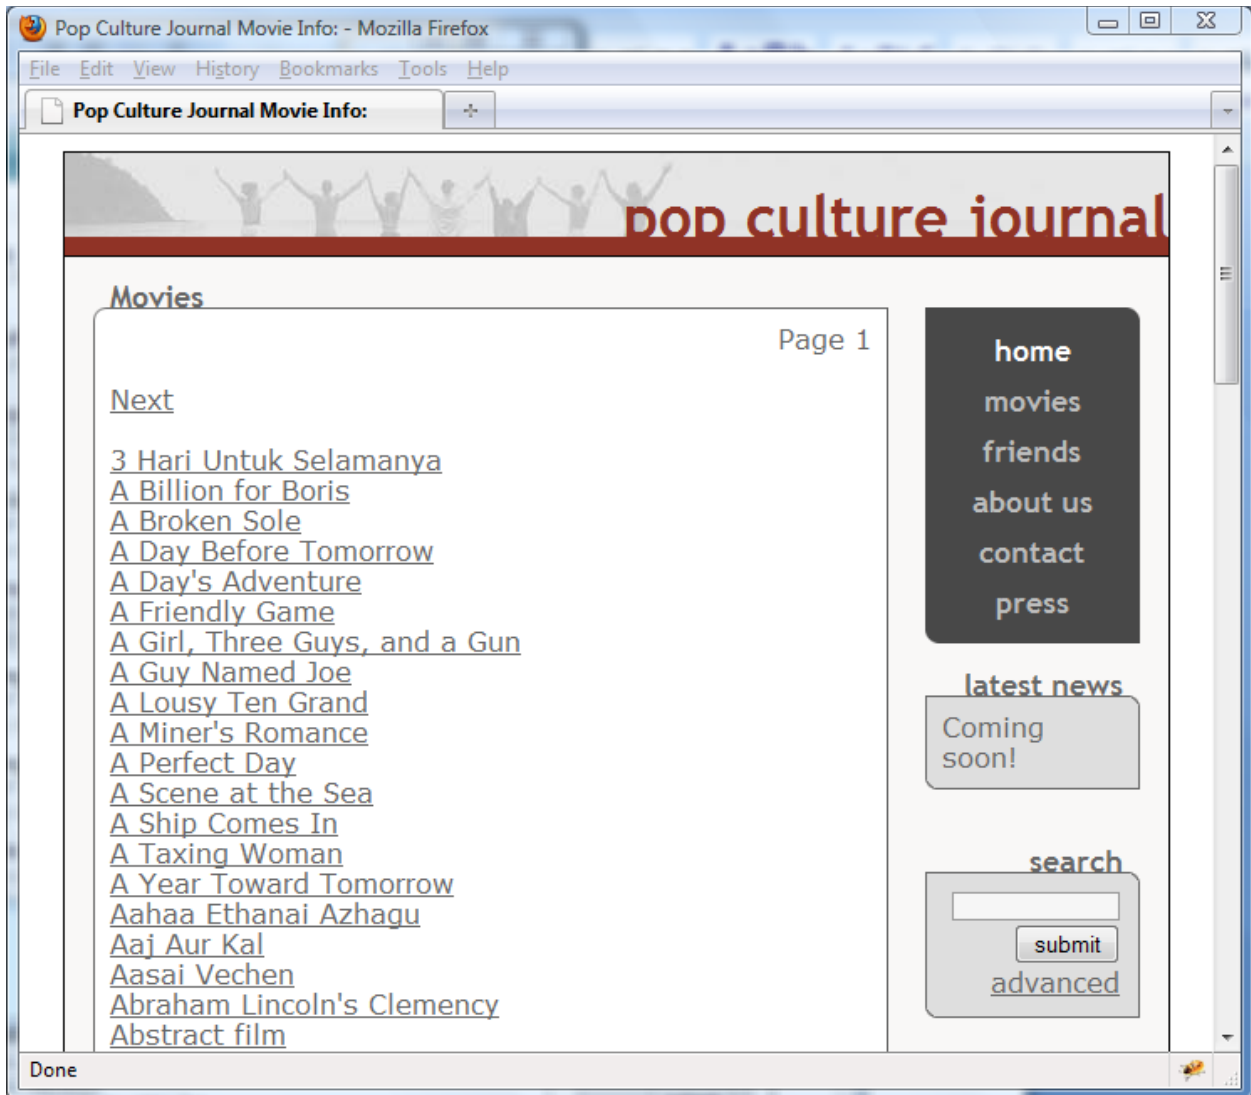 Pop Culture Journal Movie Info: - Mozilla Firefox
File Edit View History Bookmarks Tools Help
Pop Culture Journal Movie Info:
pop culture journal
Movies
Page 1
Next
3 Hari Untuk Selamanya
A Billion for Boris
A Broken Sole
A Day Before Tomorrow
A Day's Adventure
A Friendly Game
A Girl, Three Guys, and a Gun
A Guy Named Joe
A Lousy Ten Grand
A Miner's Romance
A Perfect Day
A Scene at the Sea
A Ship Comes In
A Taxing Woman
A Year Toward Tomorrow
Aahaa Ethanai Azhagu
Aaj Aur Kal
Aasai Vechen
Abraham Lincoln's Clemency
Abstract film
home
movies
friends
about us
contact
press
latest news
Coming
soon!
search
submit
advanced
Done